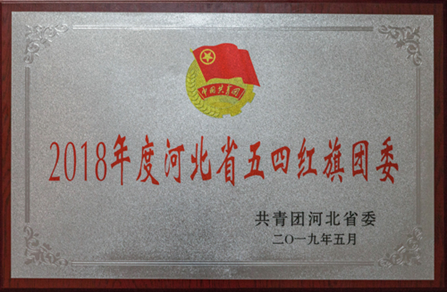 中国共青团
2018年度河北省五四红旗团委
共青团河北省委
二〇一九年五月